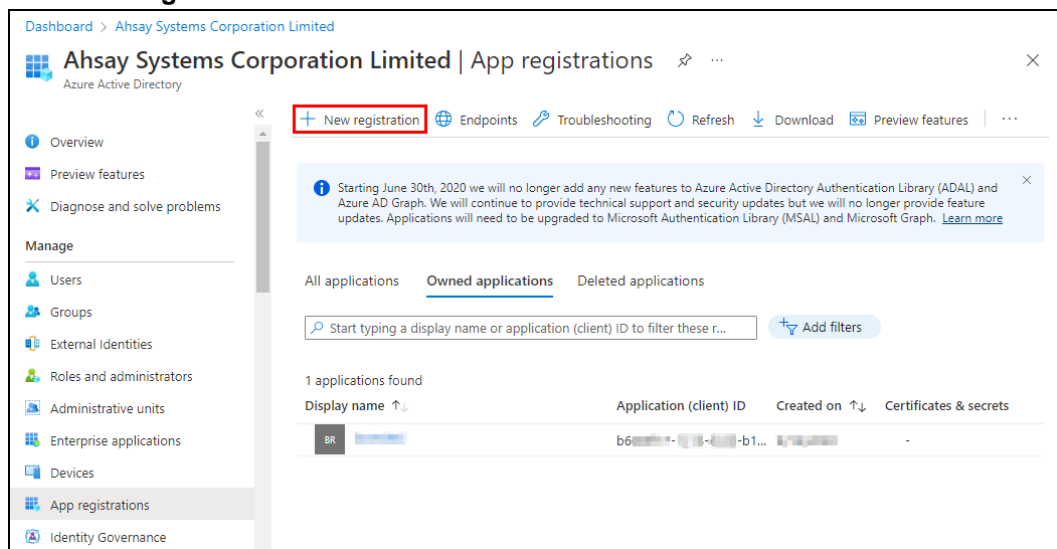 Dashboard > Ahsay Systems Corporation Limited
Ahsay Systems Corporation Limited | App registrations
Azure Active Directory
New registration Endpoints Troubleshooting Refresh Download Preview features
Overview
Preview features
Diagnose and solve problems
Manage
Users
Groups
External Identities
Roles and administrators
Administrative units
Enterprise applications
Devices
App registrations
Identity Governance
Starting June 30th, 2020 we will no longer add any new features to Azure Active Directory Authentication Library (ADAL) and
Azure AD Graph. We will continue to provide technical support and security updates but we will no longer provide feature
updates. Applications will need to be upgraded to Microsoft Authentication Library (MSAL) and Microsoft Graph. Learn more
All applications Owned applications Deleted applications
Start typing a display name or application (client) ID to filter these r... Add filters
1 applications found
Display name Application (client) ID Created on Certificates & secrets
BR -